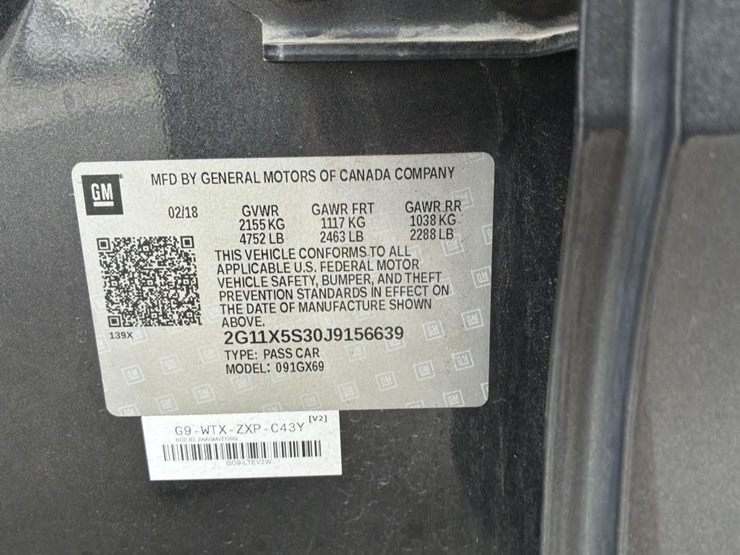 GM
MFD BY GENERAL MOTORS OF CANADA COMPANY
02/18 GVWR GAWR FRT GAWR RR
2155 KG 1117 KG 1038 KG
4752 LB 2463 LB 2288 LB
THIS VEHICLE CONFORMS TO ALL
APPLICABLE U.S. FEDERAL MOTOR
VEHICLE SAFETY, BUMPER, AND THEFT
PREVENTION STANDARDS IN EFFECT ON
THE DATE OF MANUFACTURE SHOWN
ABOVE.
139X
2G11X5S30J9156639
TYPE: PASS CAR
MODEL: 091GX69
[V2]
G9-WTX-ZXP-C43Y